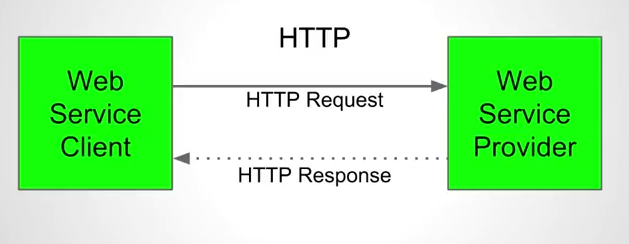 HTTP
Web
Service
Client
HTTP Request
HTTP Response
Web
Service
Provider